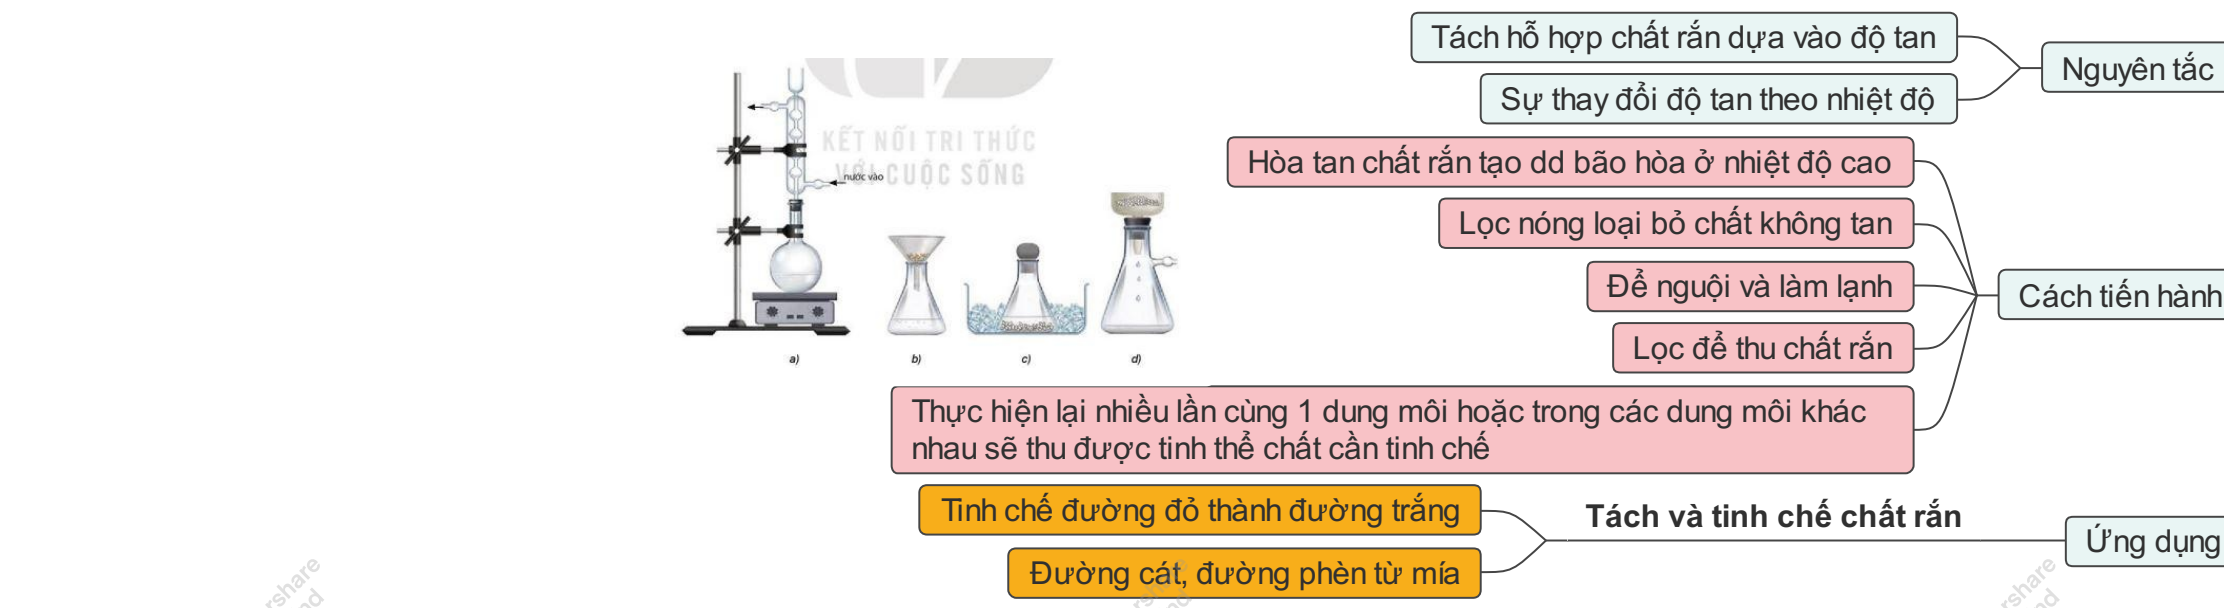 Tách hỗ hợp chất rắn dựa vào độ tan
Sự thay đổi độ tan theo nhiệt độ
Nguyên tắc
KẾT NỐI TRI THỨC
VỚI CUỘC SỐNG
nước vào
a)
b)
c)
d)
Hòa tan chất rắn tạo dd bão hòa ở nhiệt độ cao
Lọc nóng loại bỏ chất không tan
Để nguội và làm lạnh
Lọc để thu chất rắn
Thực hiện lại nhiều lần cùng 1 dung môi hoặc trong các dung môi khác
nhau sẽ thu được tinh thể chất cần tinh chế
Cách tiến hành
Tinh chế đường đỏ thành đường trắng
Đường cát, đường phèn từ mía
Tách và tinh chế chất rắn
Ứng dụng